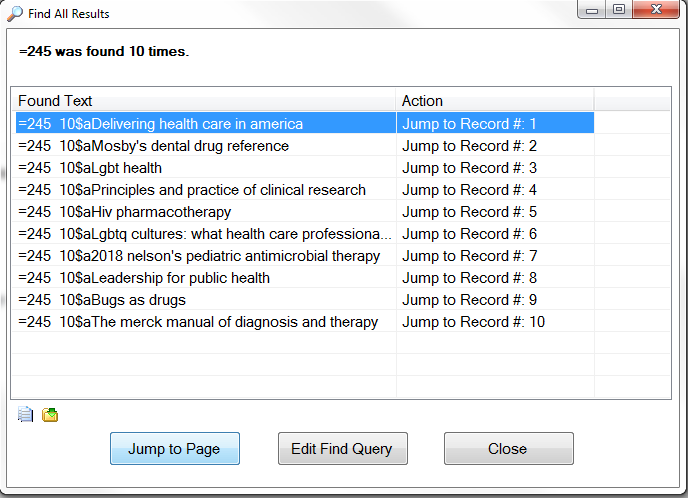 Find All Results
=245 was found 10 times.
Found Text Action
=245  10$aDelivering health care in america Jump to Record #: 1
=245  10$aMosby's dental drug reference Jump to Record #: 2
=245  10$aLgbt health Jump to Record #: 3
=245  10$aPrinciples and practice of clinical research Jump to Record #: 4
=245  10$aHiv pharmacotherapy Jump to Record #: 5
=245  10$aLgbtq cultures: what health care professiona... Jump to Record #: 6
=245  10$a2018 nelson's pediatric antimicrobial therapy Jump to Record #: 7
=245  10$aLeadership for public health Jump to Record #: 8
=245  10$aBugs as drugs Jump to Record #: 9
=245  10$aThe merck manual of diagnosis and therapy Jump to Record #: 10
Jump to Page Edit Find Query Close